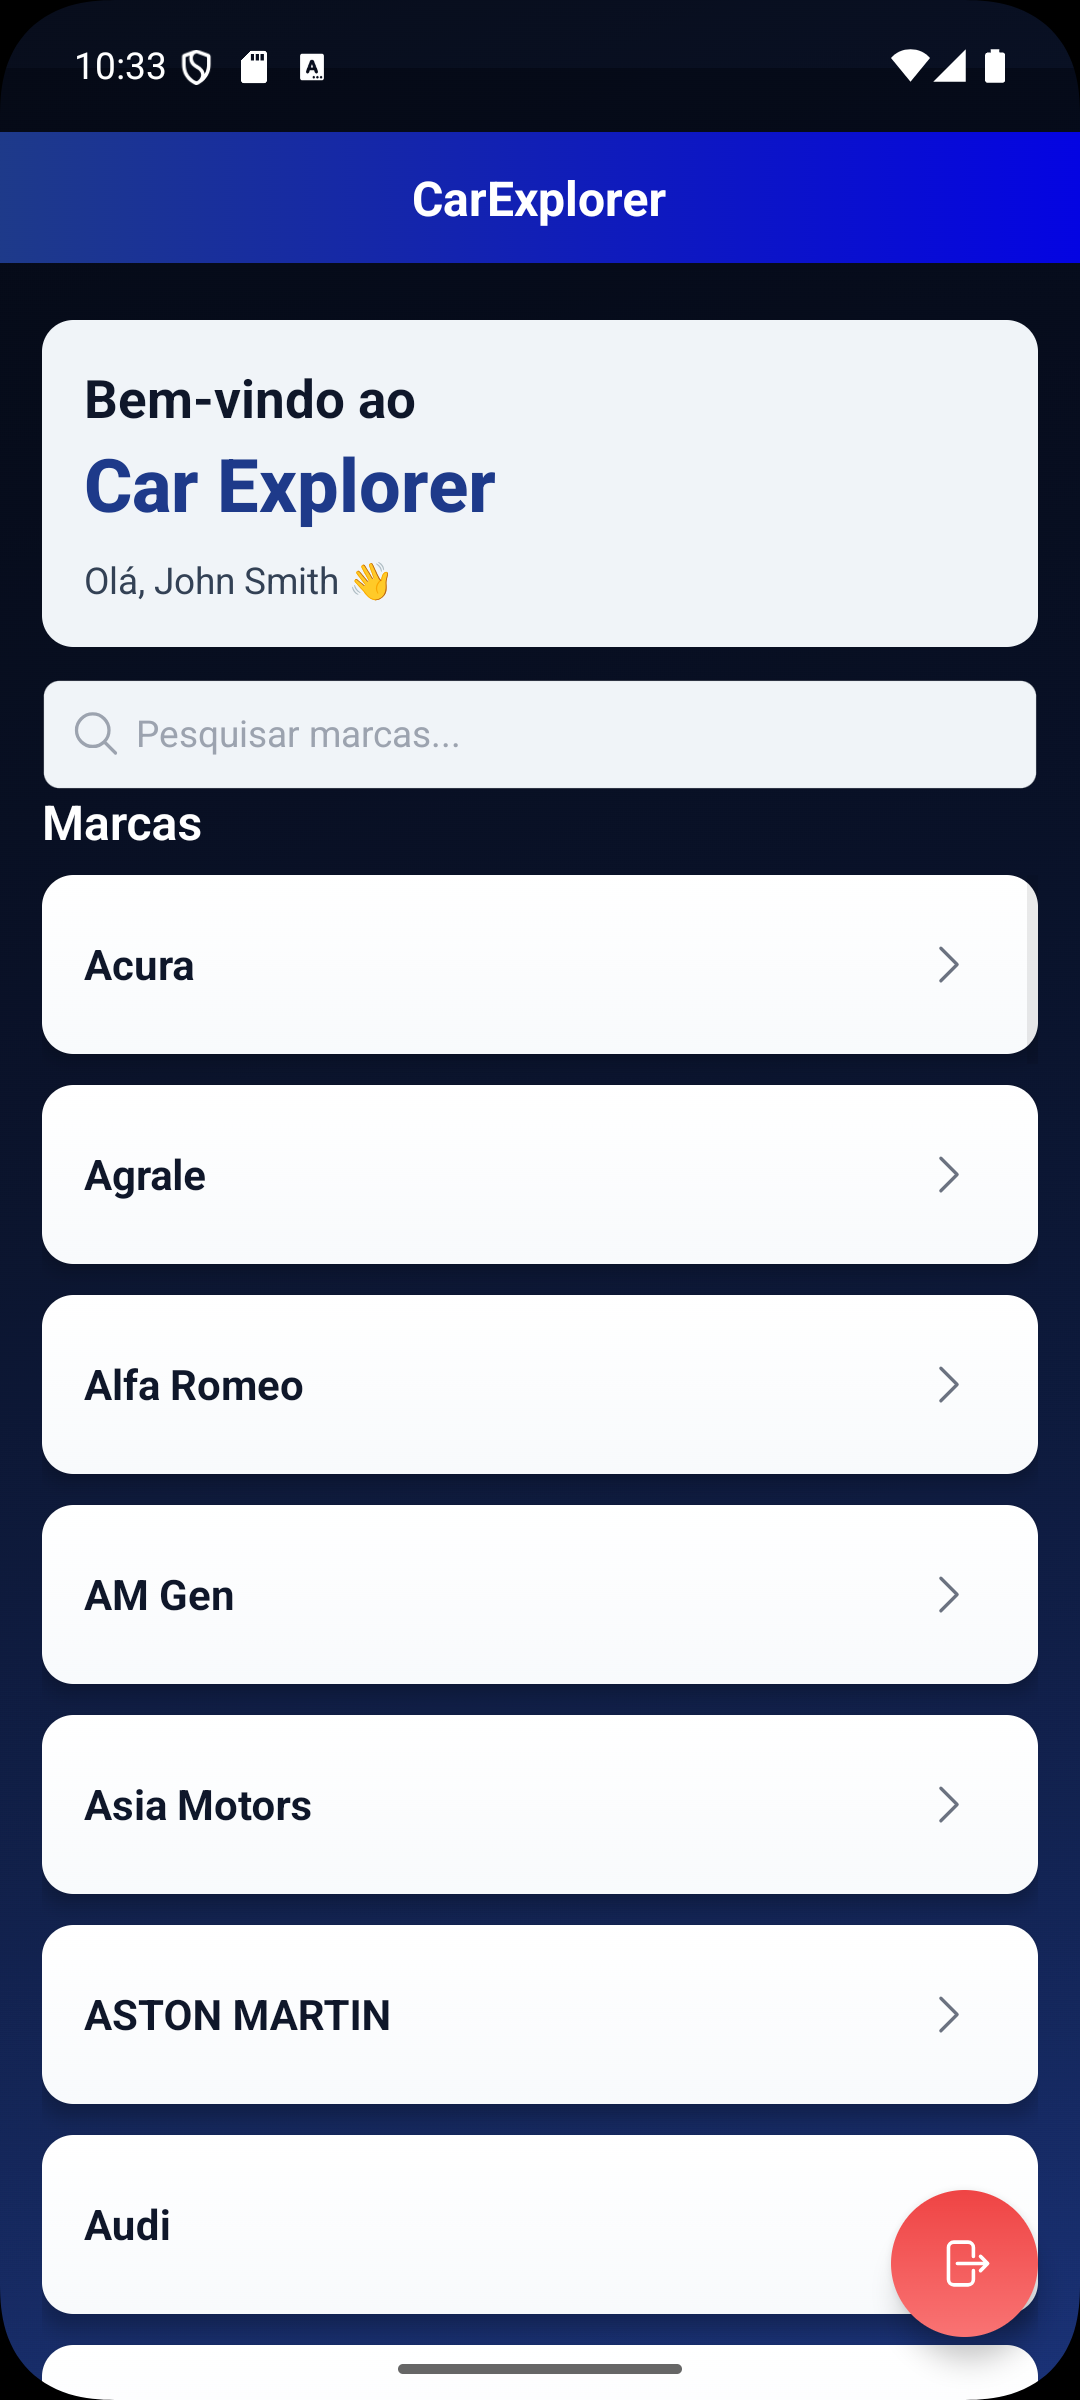 10:33
CarExplorer
Bem-vindo ao
Car Explorer
Olá, John Smith 👋
Pesquisar marcas...
Marcas
Acura
Agrale
Alfa Romeo
AM Gen
Asia Motors
ASTON MARTIN
Audi